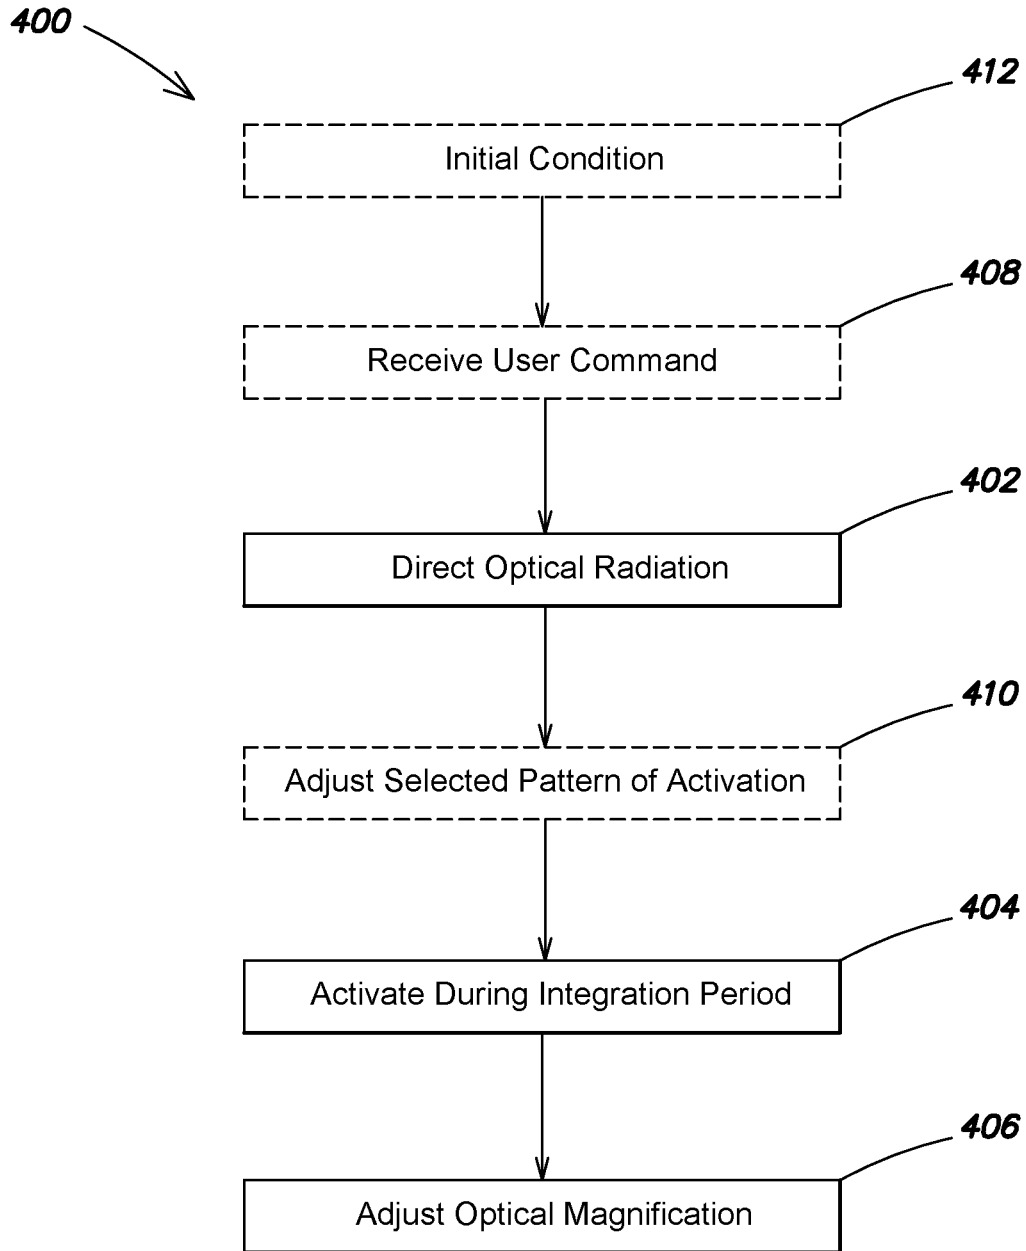 400
412
Initial Condition
408
Receive User Command
402
Direct Optical Radiation
410
Adjust Selected Pattern of Activation
404
Activate During Integration Period
406
Adjust Optical Magnification